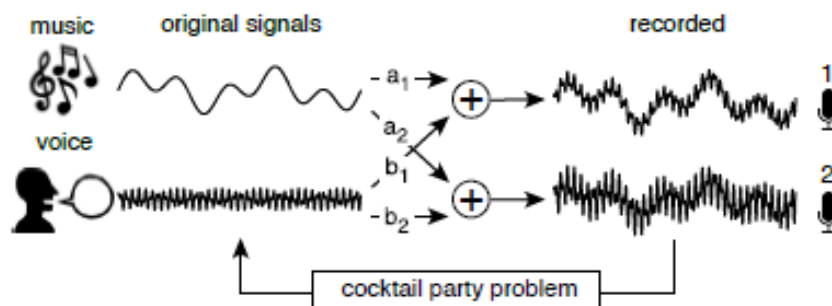 music
original signals
recorded
a1
1
+
a2
voice
b1
2
+
b2
cocktail party problem